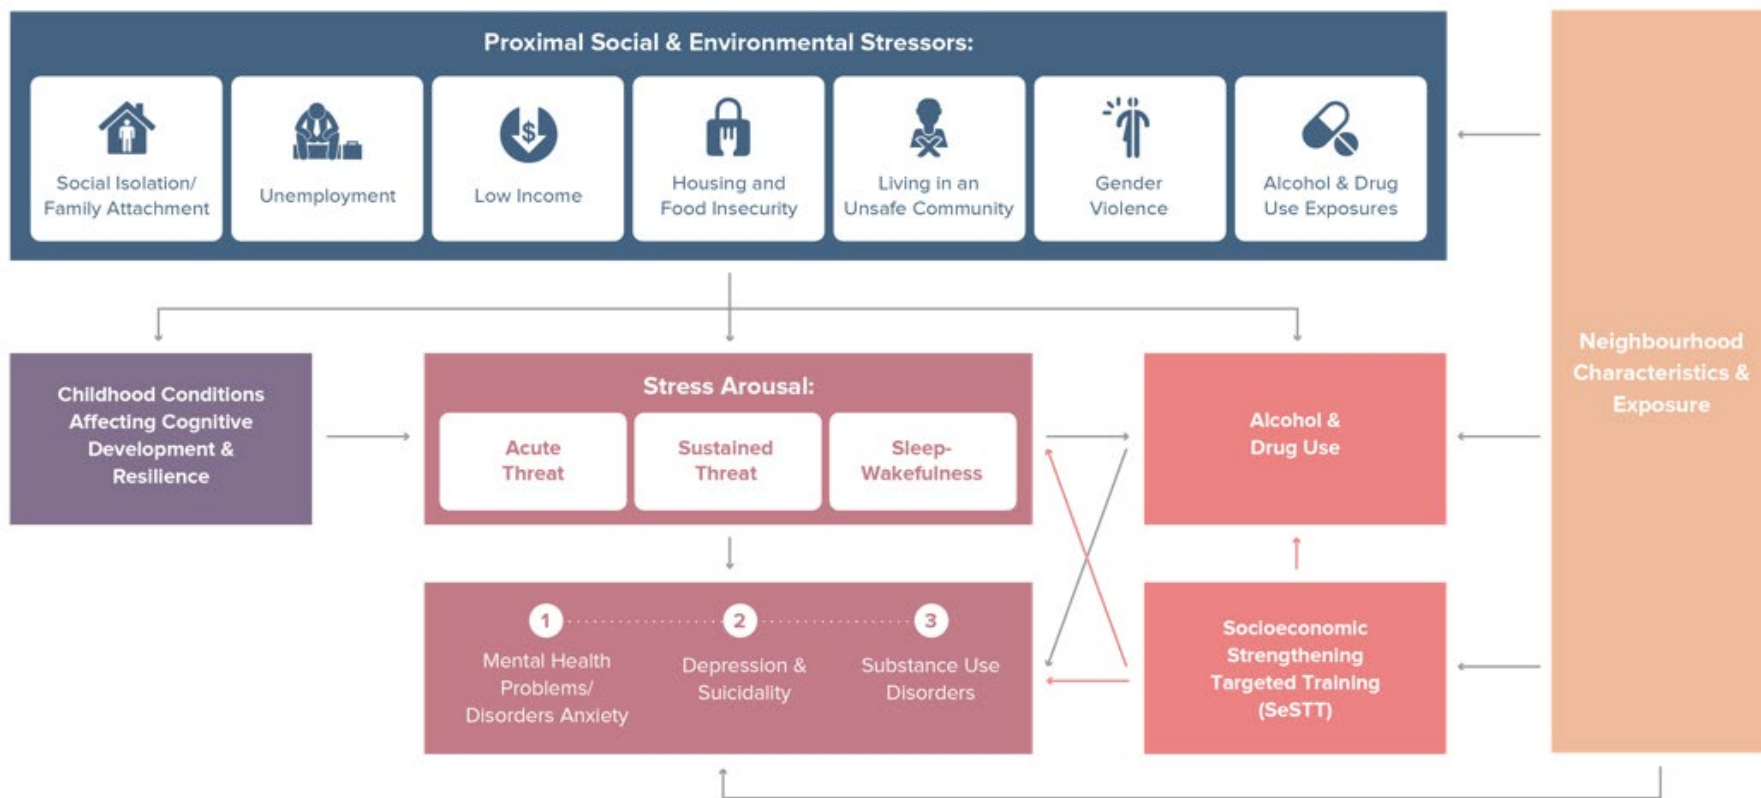 Proximal Social & Environmental Stressors:
Social Isolation/
Family Attachment
Unemployment
$
Low Income
Housing and
Food Insecurity
Living in an
Unsafe Community
Gender
Violence
Alcohol & Drug
Use Exposures
Childhood Conditions
Affecting Cognitive
Development &
Resilience
Stress Arousal:
Acute
Threat
Sustained
Threat
Sleep-
Wakefulness
Alcohol &
Drug Use
Neighbourhood
Characteristics &
Exposure
1
Mental Health
Problems/
Disorders Anxiety
2
Depression &
Suicidality
3
Substance Use
Disorders
Socioeconomic
Strengthening
Targeted Training
(SeSTT)